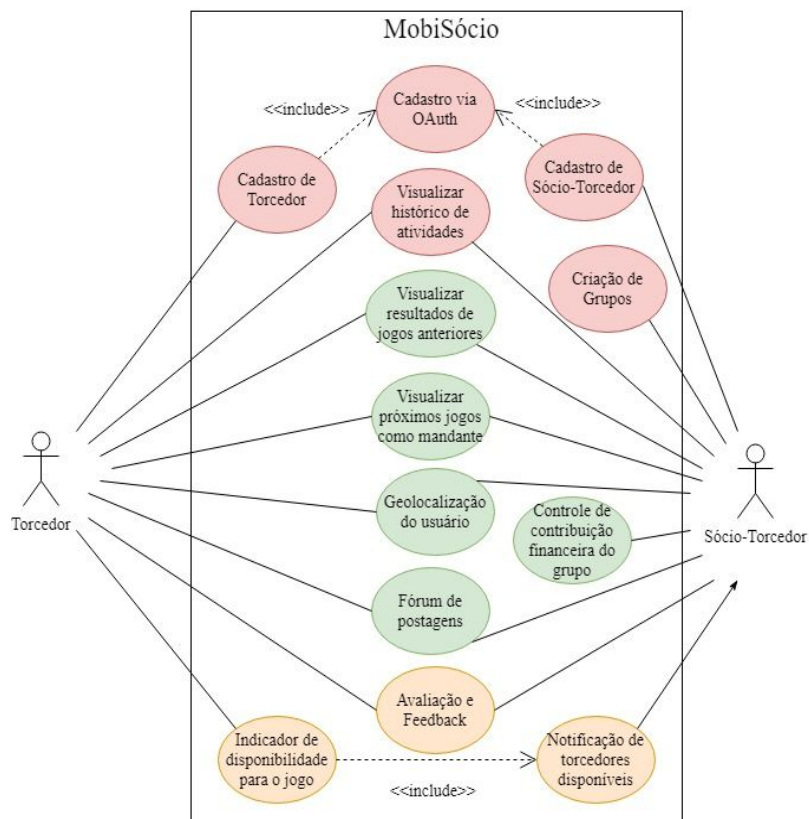 MobiSócio
<<include>>
<<include>>
Cadastro via
OAuth
Cadastro de
Torcedor
Cadastro de
Sócio-Torcedor
Visualizar
histórico de
atividades
Criação de
Grupos
Visualizar
resultados de
jogos anteriores
Visualizar
próximos jogos
como mandante
Torcedor
Geolocalização
do usuário
Controle de
contribuição
financeira do
grupo
Sócio-Torcedor
Fórum de
postagens
Avaliação e
Feedback
Indicador de
disponibilidade
para o jogo
Notificação de
torcedores
disponíveis
<<include>>